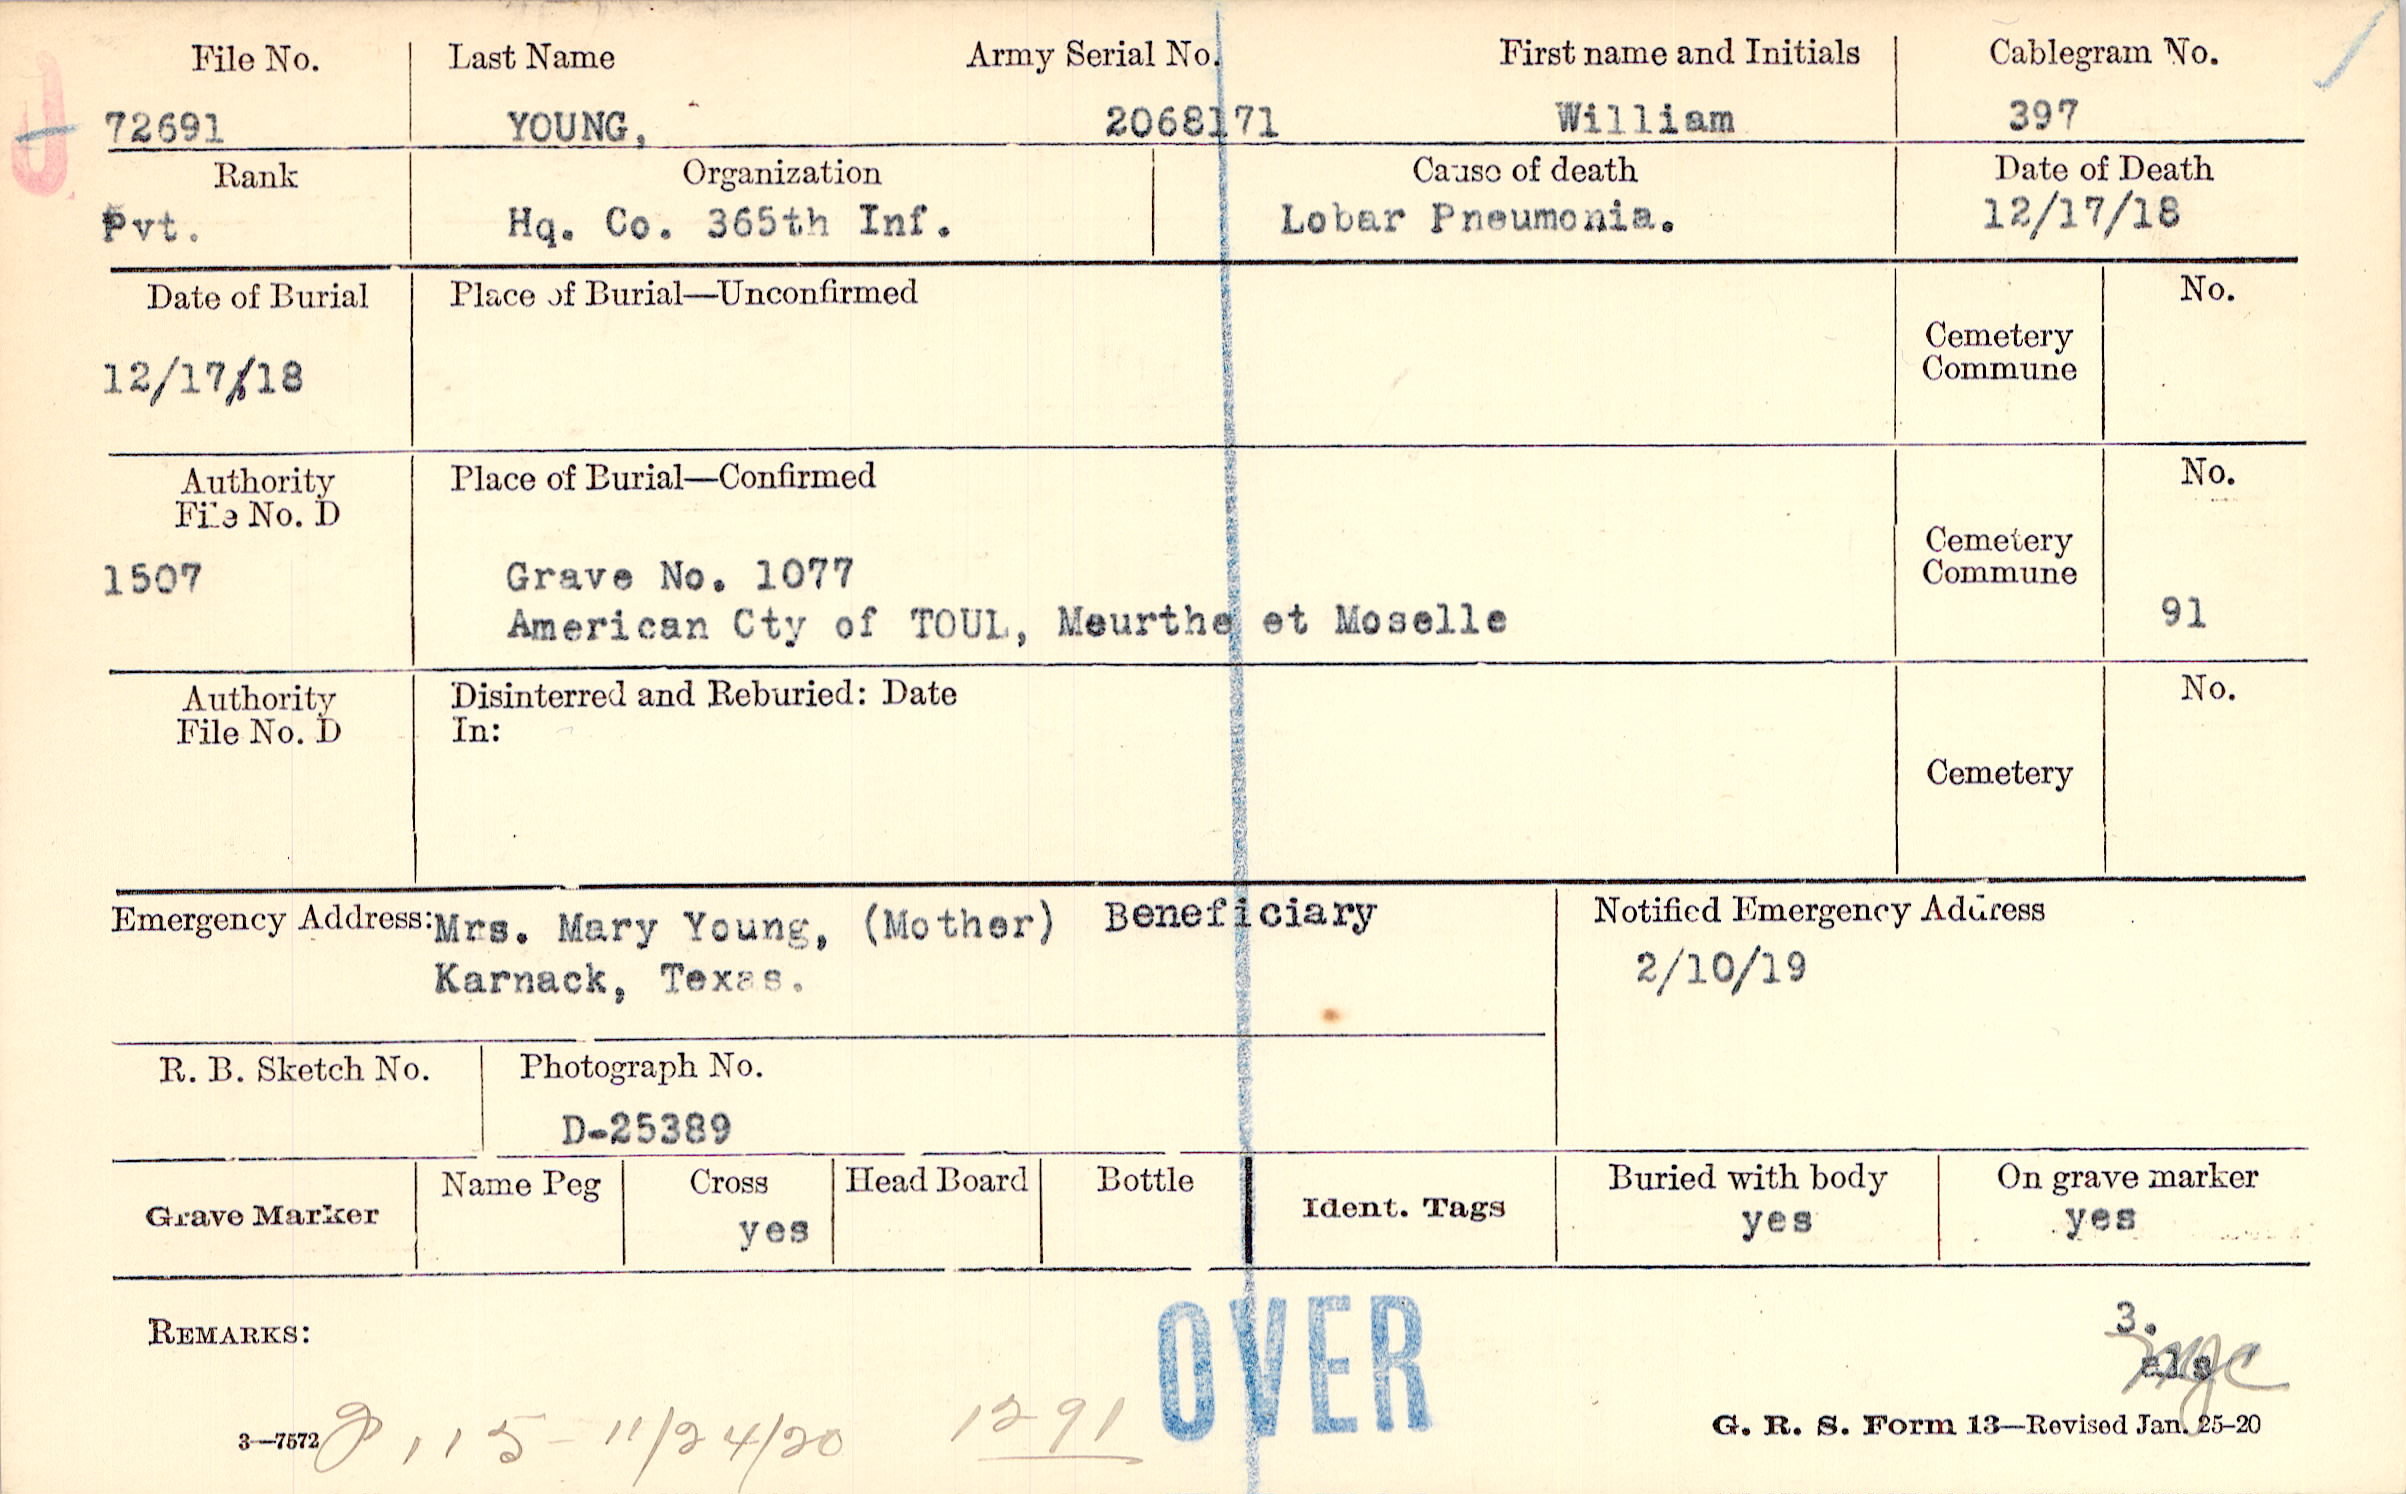 File No. Last Name Army Serial No. First name and Initials Cablegram No.
72691 YOUNG, 2068171 William 397
Rank Organization Cause of death Date of Death
Pvt. Hq. Co. 365th Inf. Lobar Pneumonia. 12/17/18
Date of Burial Place of Burial—Unconfirmed No.
Cemetery
Commune
12/17/18
Authority Place of Burial—Confirmed No.
File No. D
Cemetery
Commune
1507 Grave No. 1077
American Cty of TOUL, Meurthe et Moselle 91
Authority Disinterred and Reburied: Date No.
File No. D In:
Cemetery
Emergency Address: Mrs. Mary Young, (Mother) Beneficiary Notified Emergency Address
Karnack, Texas. 2/10/19
R. B. Sketch No. Photograph No.
D-25389
Grave Marker Name Peg Cross Head Board Bottle Ident. Tags Buried with body On grave marker
yes yes yes
REMARKS: OVER 3.
als
3—7572 115 - 11/24/20 1291 G. R. S. Form 13—Revised Jan. 25-20